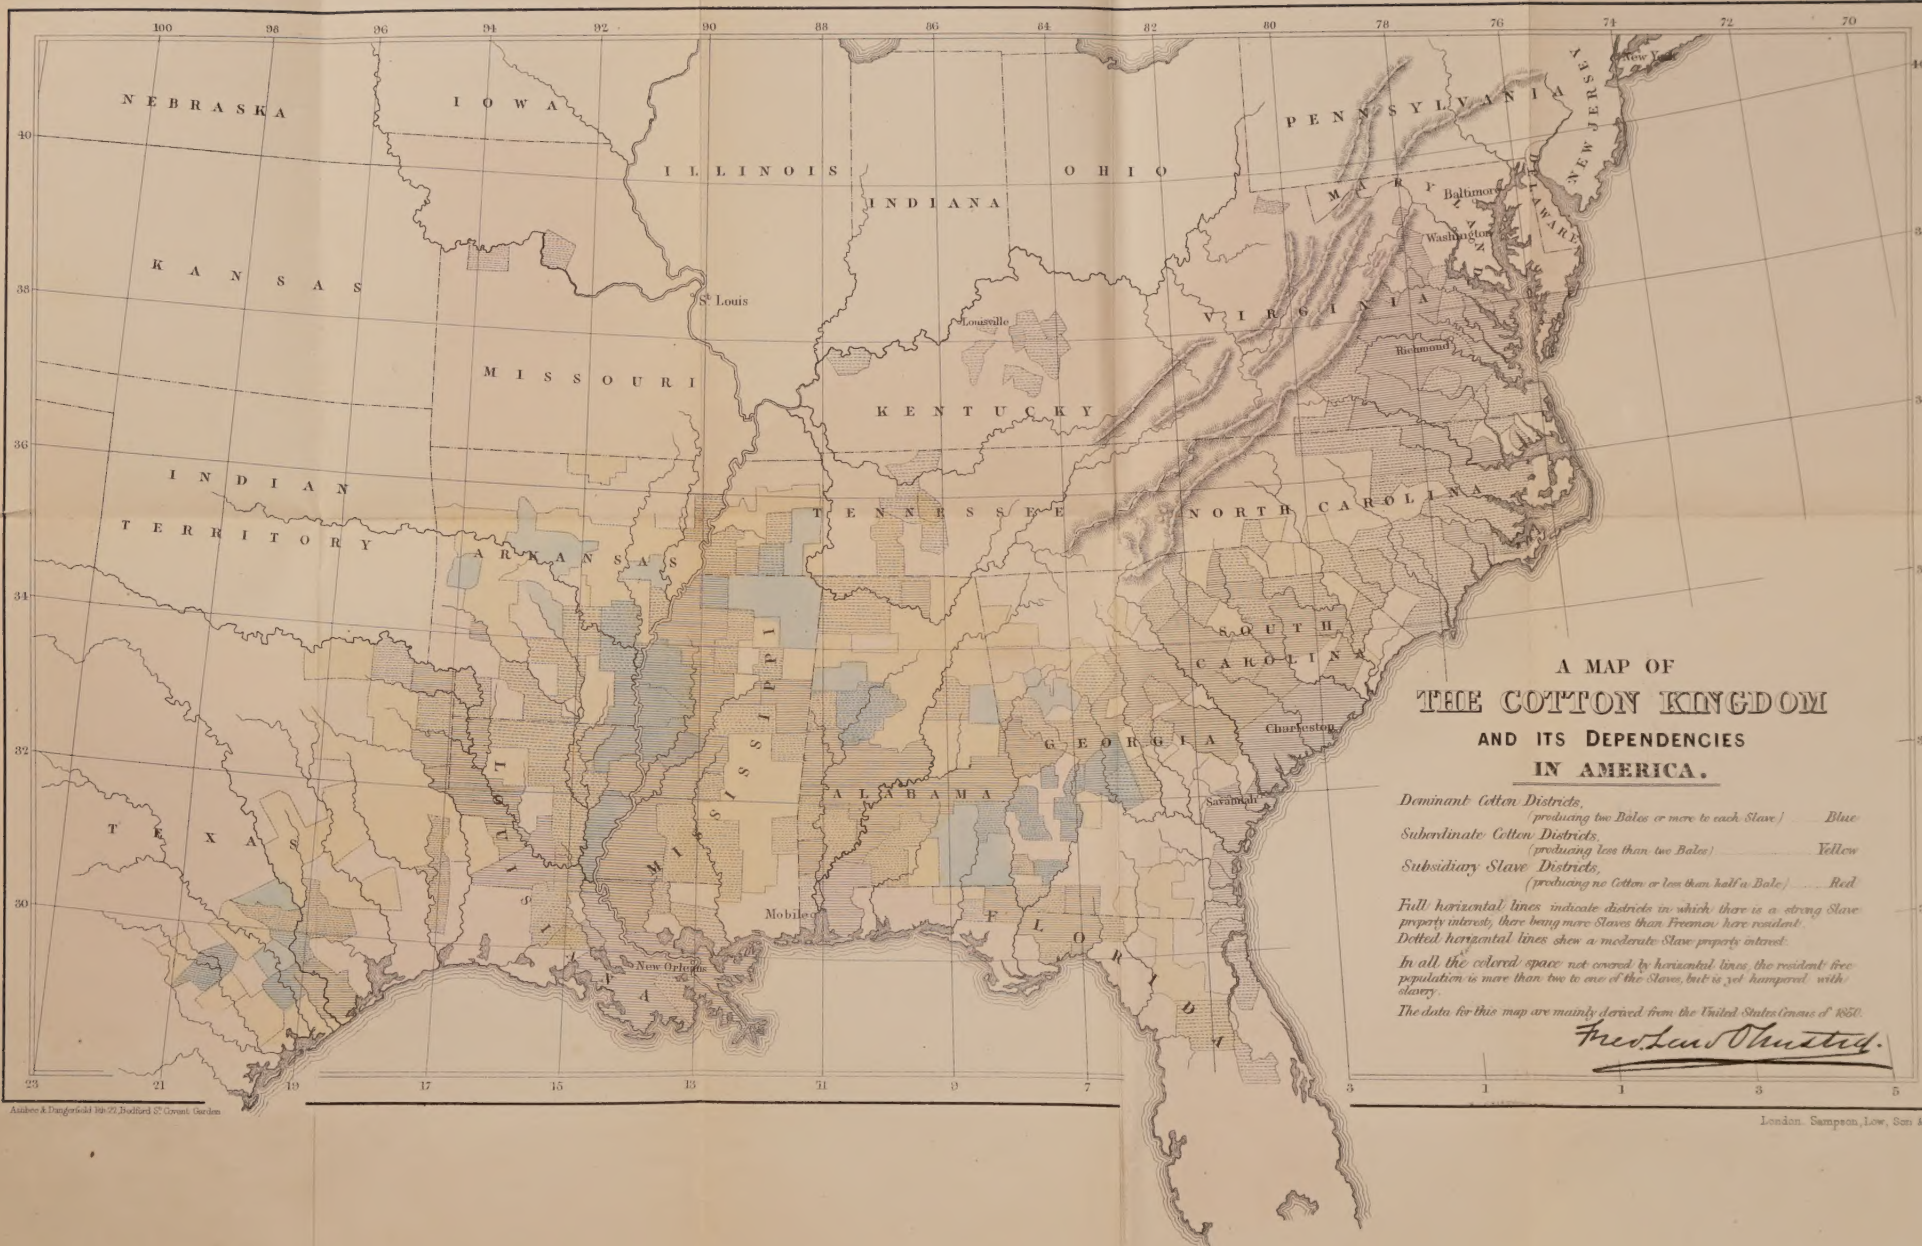 100 98 96 94 92 90 88 86 84 82 80 78 76 74 72 70
New York
NEBRASKA
IOWA
PENNSYLVANIA
NEW JERSEY
40
ILLINOIS
OHIO
INDIANA
MARYLAND
Baltimore
DELAWARE
Washington
KANSAS
38
St. Louis
Louisville
VIRGINIA
Richmond
MISSOURI
KENTUCKY
36
INDIAN
TERRITORY
TENNESSEE
NORTH CAROLINA
ARKANSAS
34
SOUTH
CAROLINA
MISSISSIPPI
Charleston
GEORGIA
32
LOUISIANA
ALABAMA
Savannah
TEXAS
30
Mobile
FLORIDA
New Orleans
A MAP OF
THE COTTON KINGDOM
AND ITS DEPENDENCIES
IN AMERICA.
Dominant Cotton Districts,
(producing two Bales or more to each Slave) Blue
Subordinate Cotton Districts,
(producing less than two Bales) Yellow
Subsidiary Slave Districts,
(producing no Cotton or less than half a Bale) Red
Full horizontal lines indicate districts in which there is a strong Slave
property interest, there being more Slaves than Freemen here resident.
Dotted horizontal lines shew a moderate Slave property interest.
In all the colored space not covered by horizontal lines, the resident free
population is more than two to one of the Slaves, but is yet hampered with
slavery.
The data for this map are mainly derived from the United States Census of 1850.
Fred. Law Olmsted.
23 21 19 17 15 13 11 9 7 3 1 1 3 5
Ashbee & Dangerfield lith 22, Bedford St. Covent Garden
London. Sampson, Low, Son &